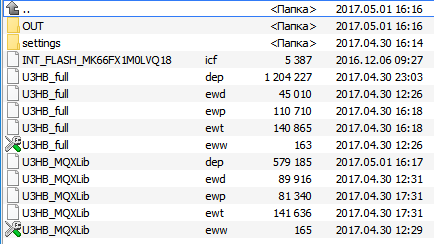 .. <Папка> 2017.05.01 16:16
OUT <Папка> 2017.05.01 16:16
settings <Папка> 2017.04.30 16:14
INT_FLASH_MK66FX1M0LVQ18 icf 5 387 2016.12.06 09:27
U3HB_full dep 1 204 227 2017.04.30 23:03
U3HB_full ewd 45 010 2017.04.30 12:26
U3HB_full ewp 110 710 2017.04.30 16:18
U3HB_full ewt 140 865 2017.04.30 16:18
U3HB_full eww 163 2017.04.30 12:26
U3HB_MQXLib dep 579 185 2017.05.01 16:17
U3HB_MQXLib ewd 89 916 2017.04.30 12:31
U3HB_MQXLib ewp 81 340 2017.04.30 17:31
U3HB_MQXLib ewt 141 636 2017.04.30 17:31
U3HB_MQXLib eww 165 2017.04.30 12:29